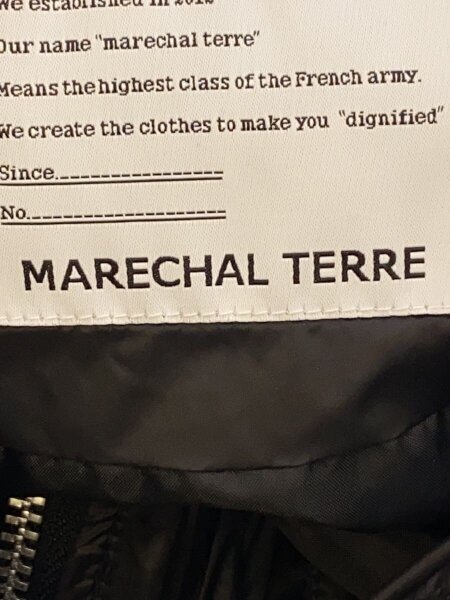 We established in 2012
Our name "marechal terre"
Means the highest class of the French army.
We create the clothes to make you "dignified"
Since.
No.
MARECHAL TERRE